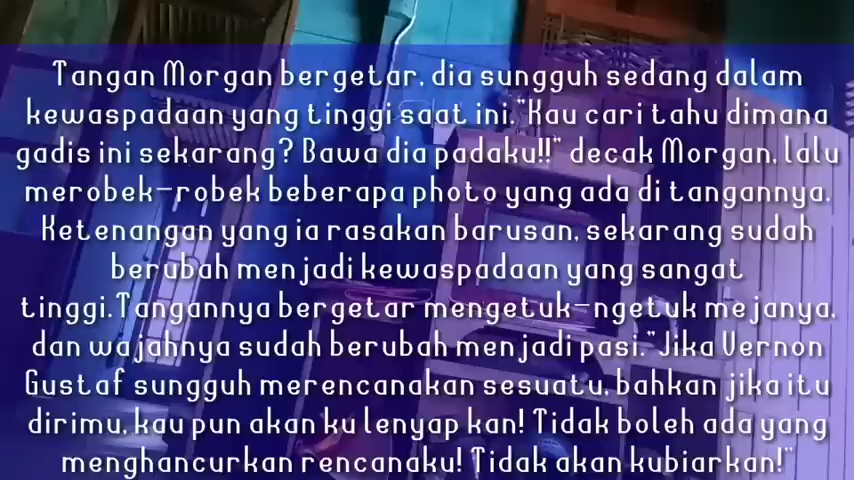 Tangan Morgan bergetar, dia sungguh sedang dalam
kewaspadaan yang tinggi saat ini."Kau cari tahu dimana
gadis ini sekarang? Bawa dia padaku!!" decak Morgan, lalu
merobek-robek beberapa photo yang ada di tangannya.
Ketenangan yang ia rasakan barusan, sekarang sudah
berubah menjadi kewaspadaan yang sangat
tinggi.Tangannya bergetar mengetuk-ngetuk mejanya,
dan wajahnya sudah berubah menjadi pasi."Jika Vernon
Gustaf sungguh merencanakan sesuatu, bahkan jika itu
dirimu, kau pun akan ku lenyap kan! Tidak boleh ada yang
menghancurkan rencanaku! Tidak akan kubiarkan!"